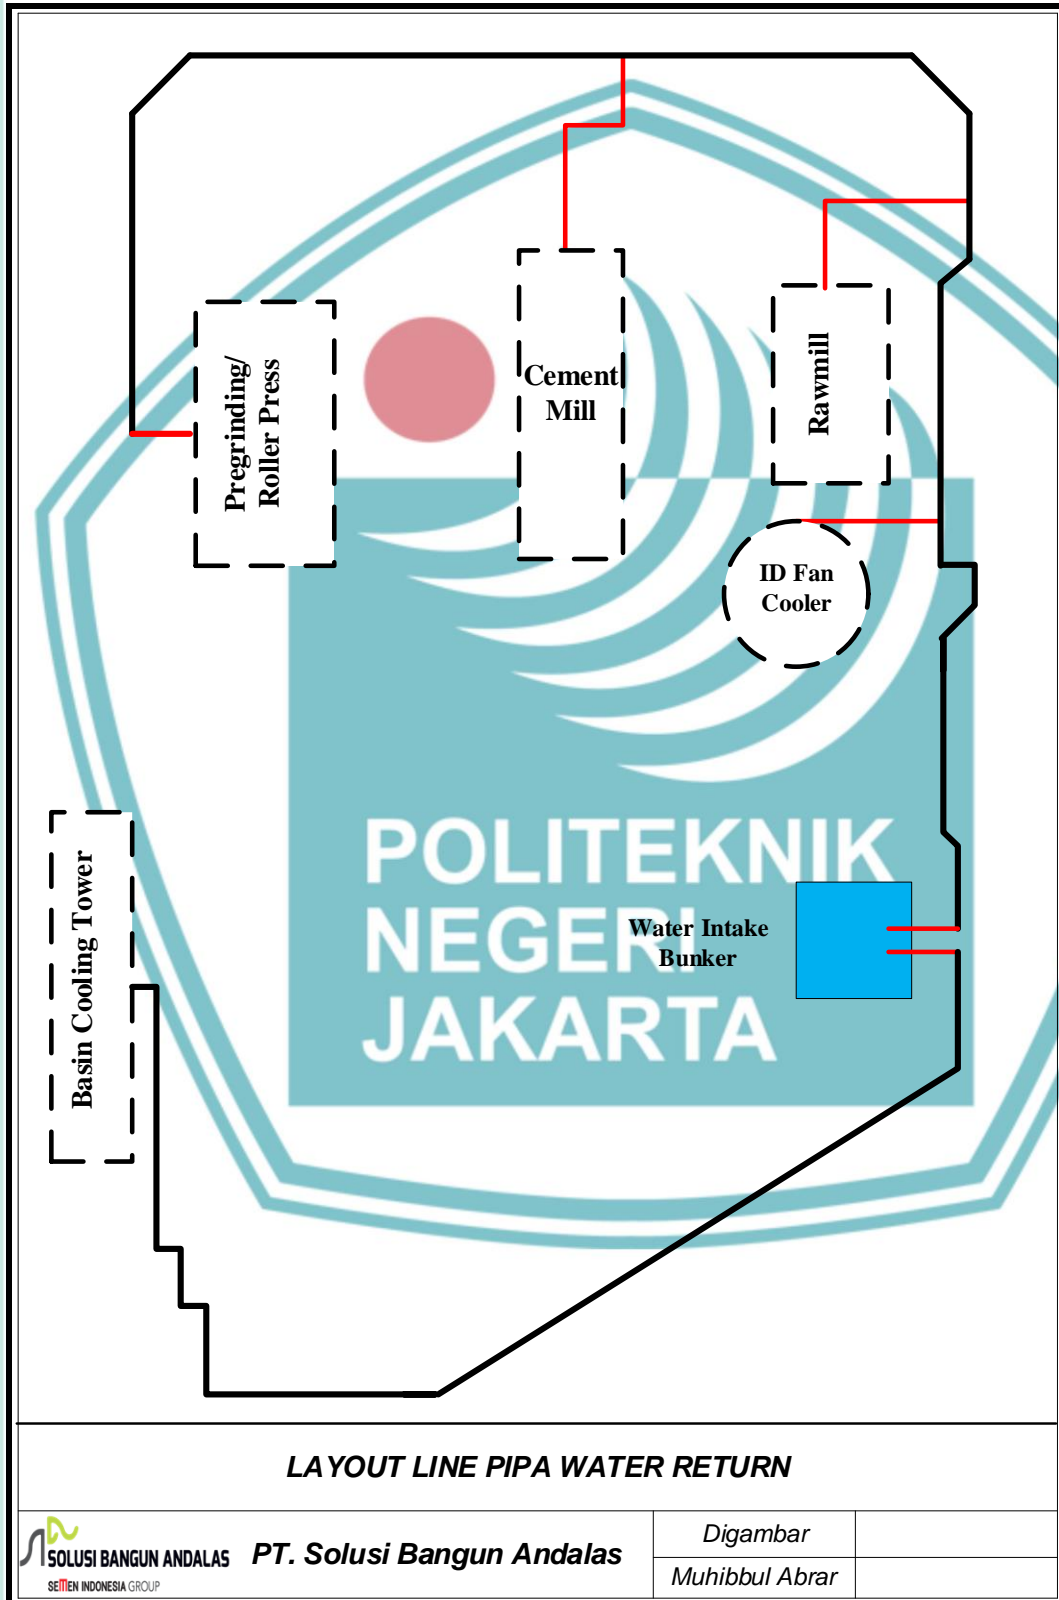 Pregrinding/
Roller Press
Cement
Mill
Rawmill
ID Fan
Cooler
POLITEKNIK
NEGERI
JAKARTA
Water Intake
Bunker
Basin Cooling Tower
LAYOUT LINE PIPA WATER RETURN
SOLUSI BANGUN ANDALAS
SEMEN INDONESIA GROUP
PT. Solusi Bangun Andalas
Digambar
Muhibbul Abrar